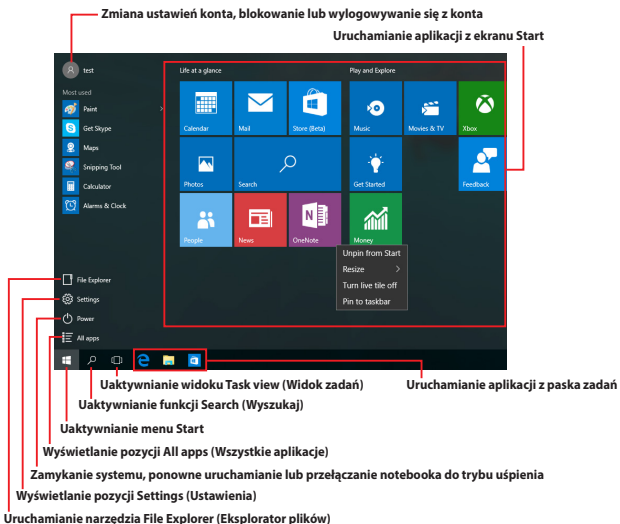 Zmiana ustawień konta, blokowanie lub wylogowywanie się z konta
Uruchamianie aplikacji z ekranu Start
test
Most used
Paint
Get Skype
Maps
Snipping Tool
Calculator
Alarms & Clock
File Explorer
Settings
Power
All apps
Life at a glance
Calendar
Mail
Store (Beta)
Photos
Search
People
News
OneNote
Play and Explore
Music
Movies & TV
Xbox
Get Started
Feedback
Money
Unpin from Start
Resize
Turn live tile off
Pin to taskbar
Uaktywnianie widoku Task view (Widok zadań)
Uruchamianie aplikacji z paska zadań
Uaktywnianie funkcji Search (Wyszukaj)
Uaktywnianie menu Start
Wyświetlanie pozycji All apps (Wszystkie aplikacje)
Zamykanie systemu, ponowne uruchamianie lub przełączanie notebooka do trybu uśpienia
Wyświetlanie pozycji Settings (Ustawienia)
Uruchamianie narzędzia File Explorer (Eksplorator plików)